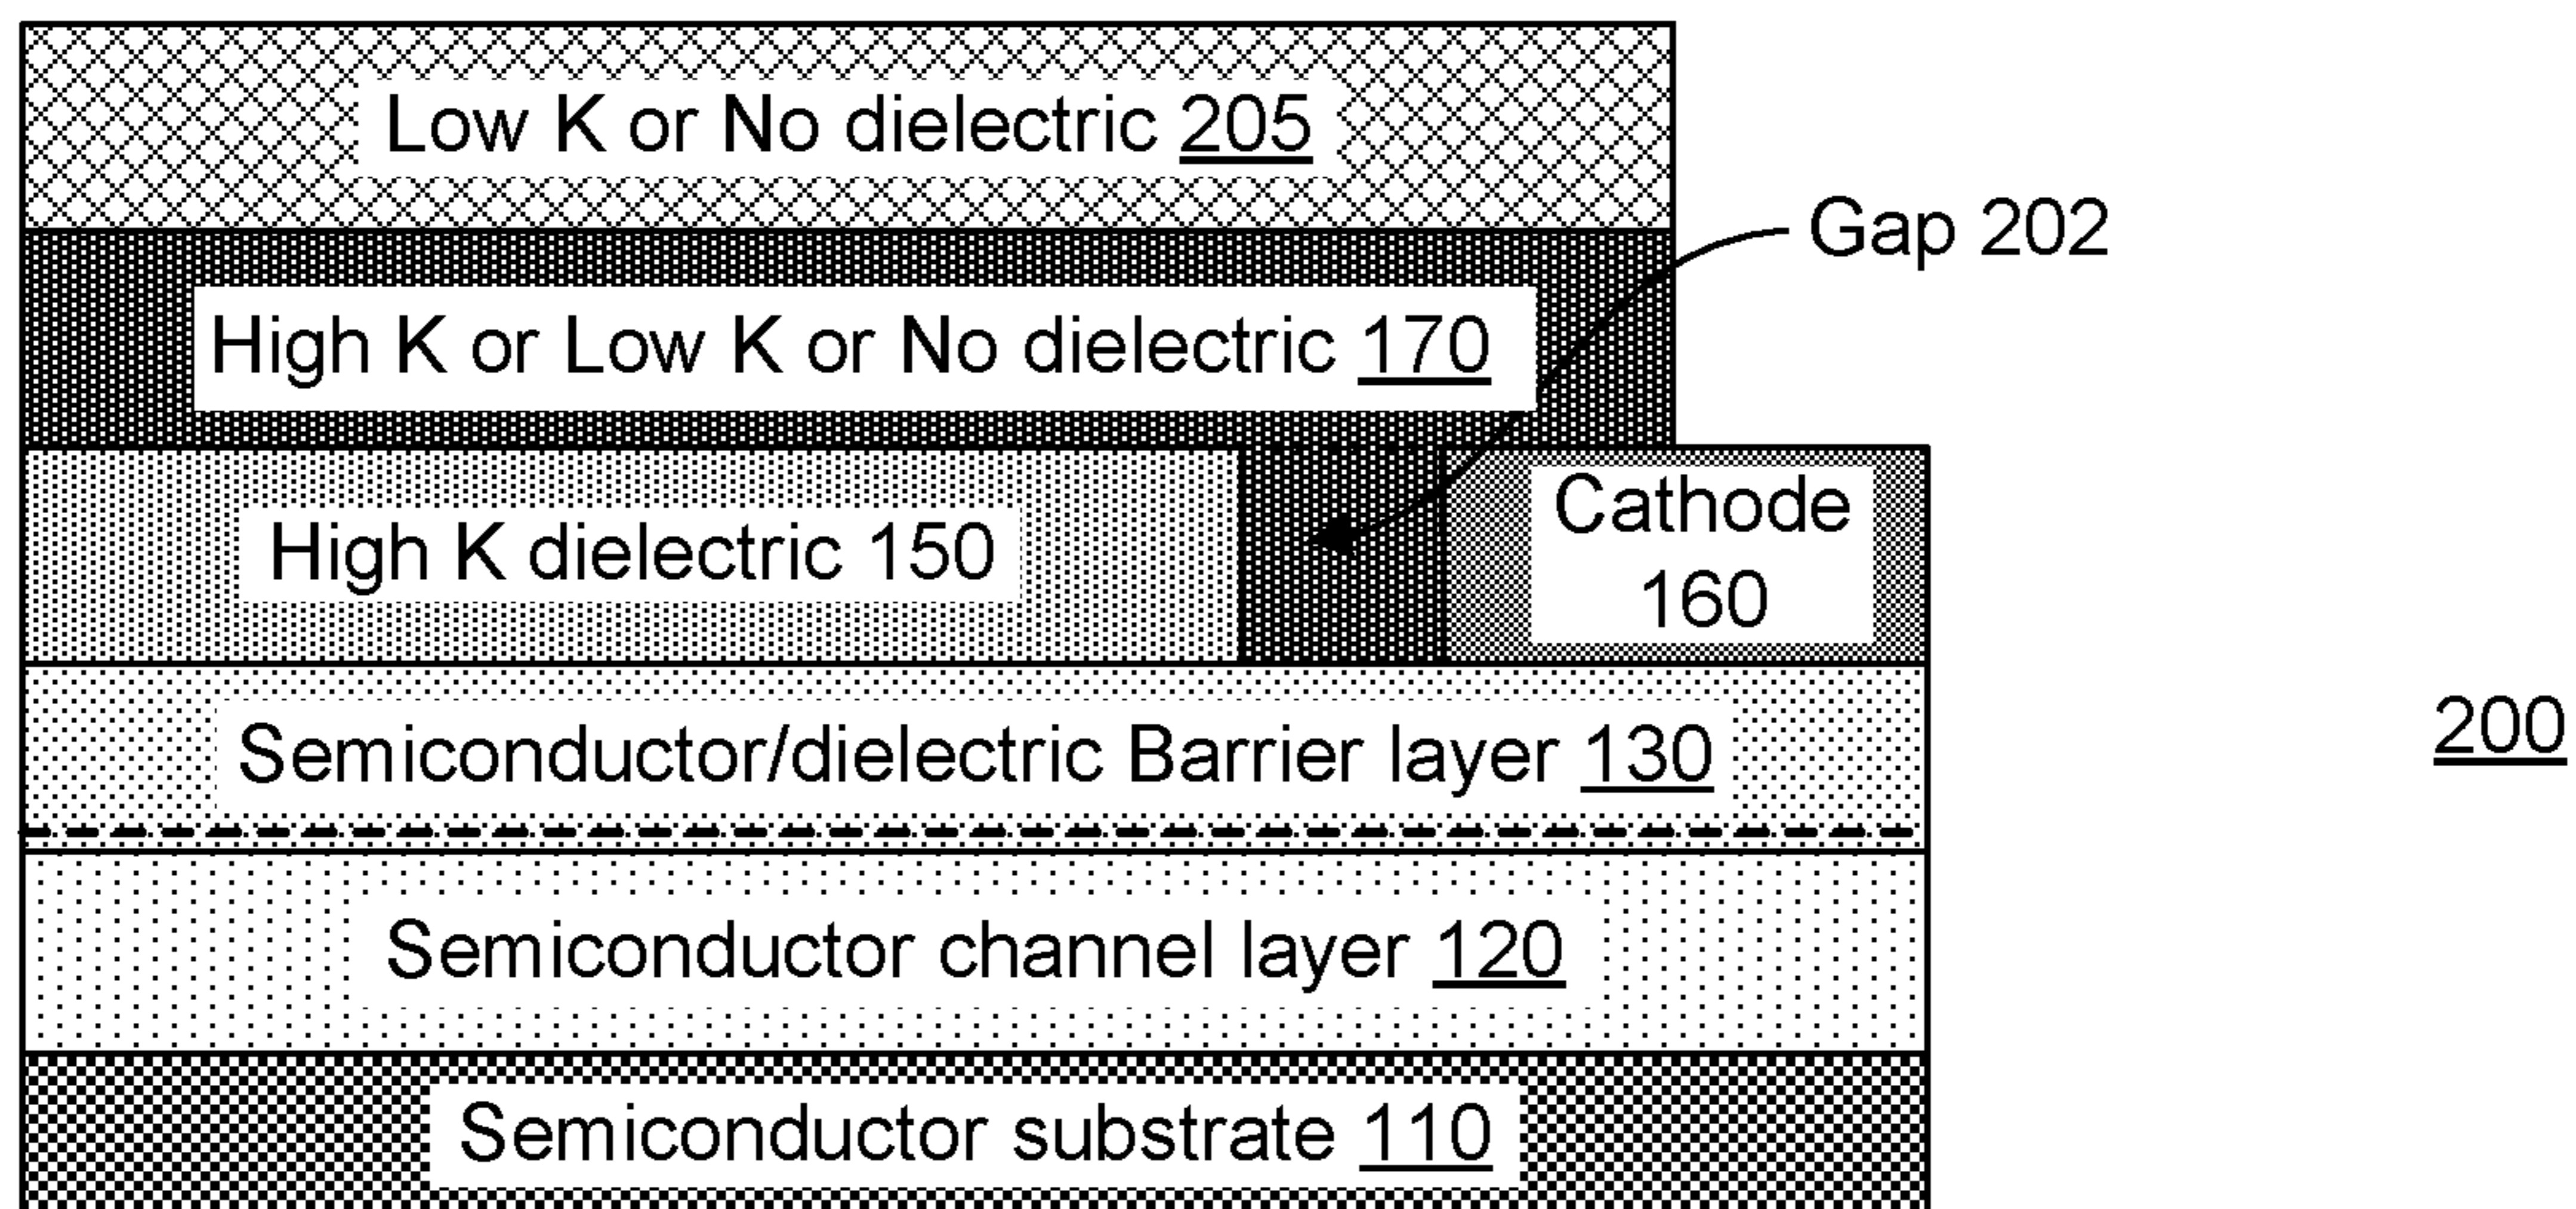 Low K or No dielectric 205
Gap 202
High K or Low K or No dielectric 170
High K dielectric 150
Cathode
160
Semiconductor/dielectric Barrier layer 130
200
Semiconductor channel layer 120
Semiconductor substrate 110